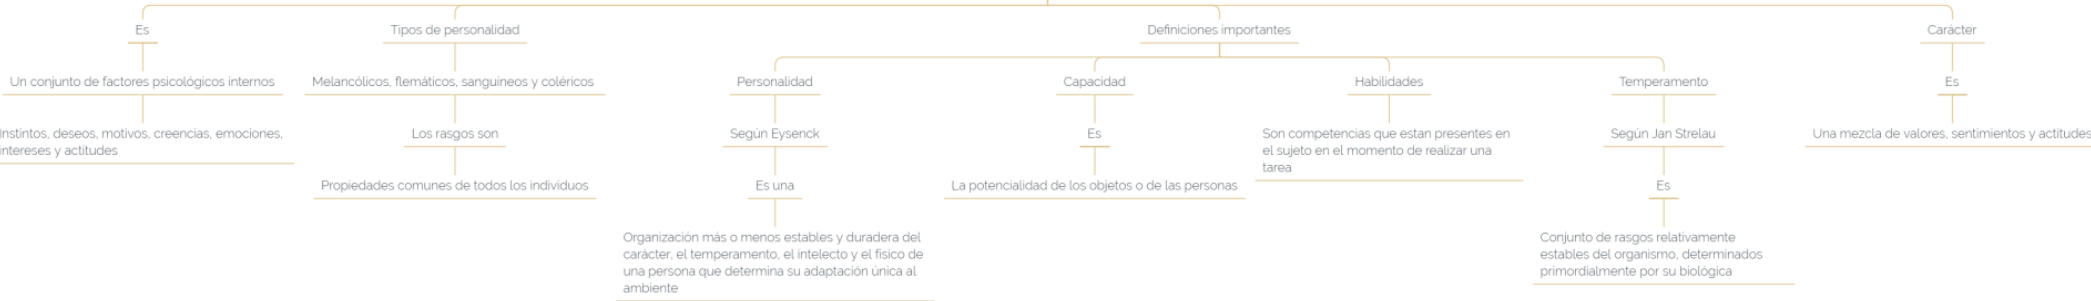 Es
Un conjunto de factores psicológicos internos
Instintos, deseos, motivos, creencias, emociones,
intereses y actitudes
Tipos de personalidad
Melancólicos, flemáticos, sanguíneos y coléricos
Los rasgos son
Propiedades comunes de todos los individuos
Definiciones importantes
Personalidad
Según Eysenck
Es una
Organización más o menos estables y duradera del
carácter, el temperamento, el intelecto y el físico de
una persona que determina su adaptación única al
ambiente
Capacidad
Es
La potencialidad de los objetos o de las personas
Habilidades
Son competencias que estan presentes en
el sujeto en el momento de realizar una
tarea
Temperamento
Según Jan Strelau
Es
Conjunto de rasgos relativamente
estables del organismo, determinados
primordialmente por su biológica
Carácter
Es
Una mezcla de valores, sentimientos y actitudes